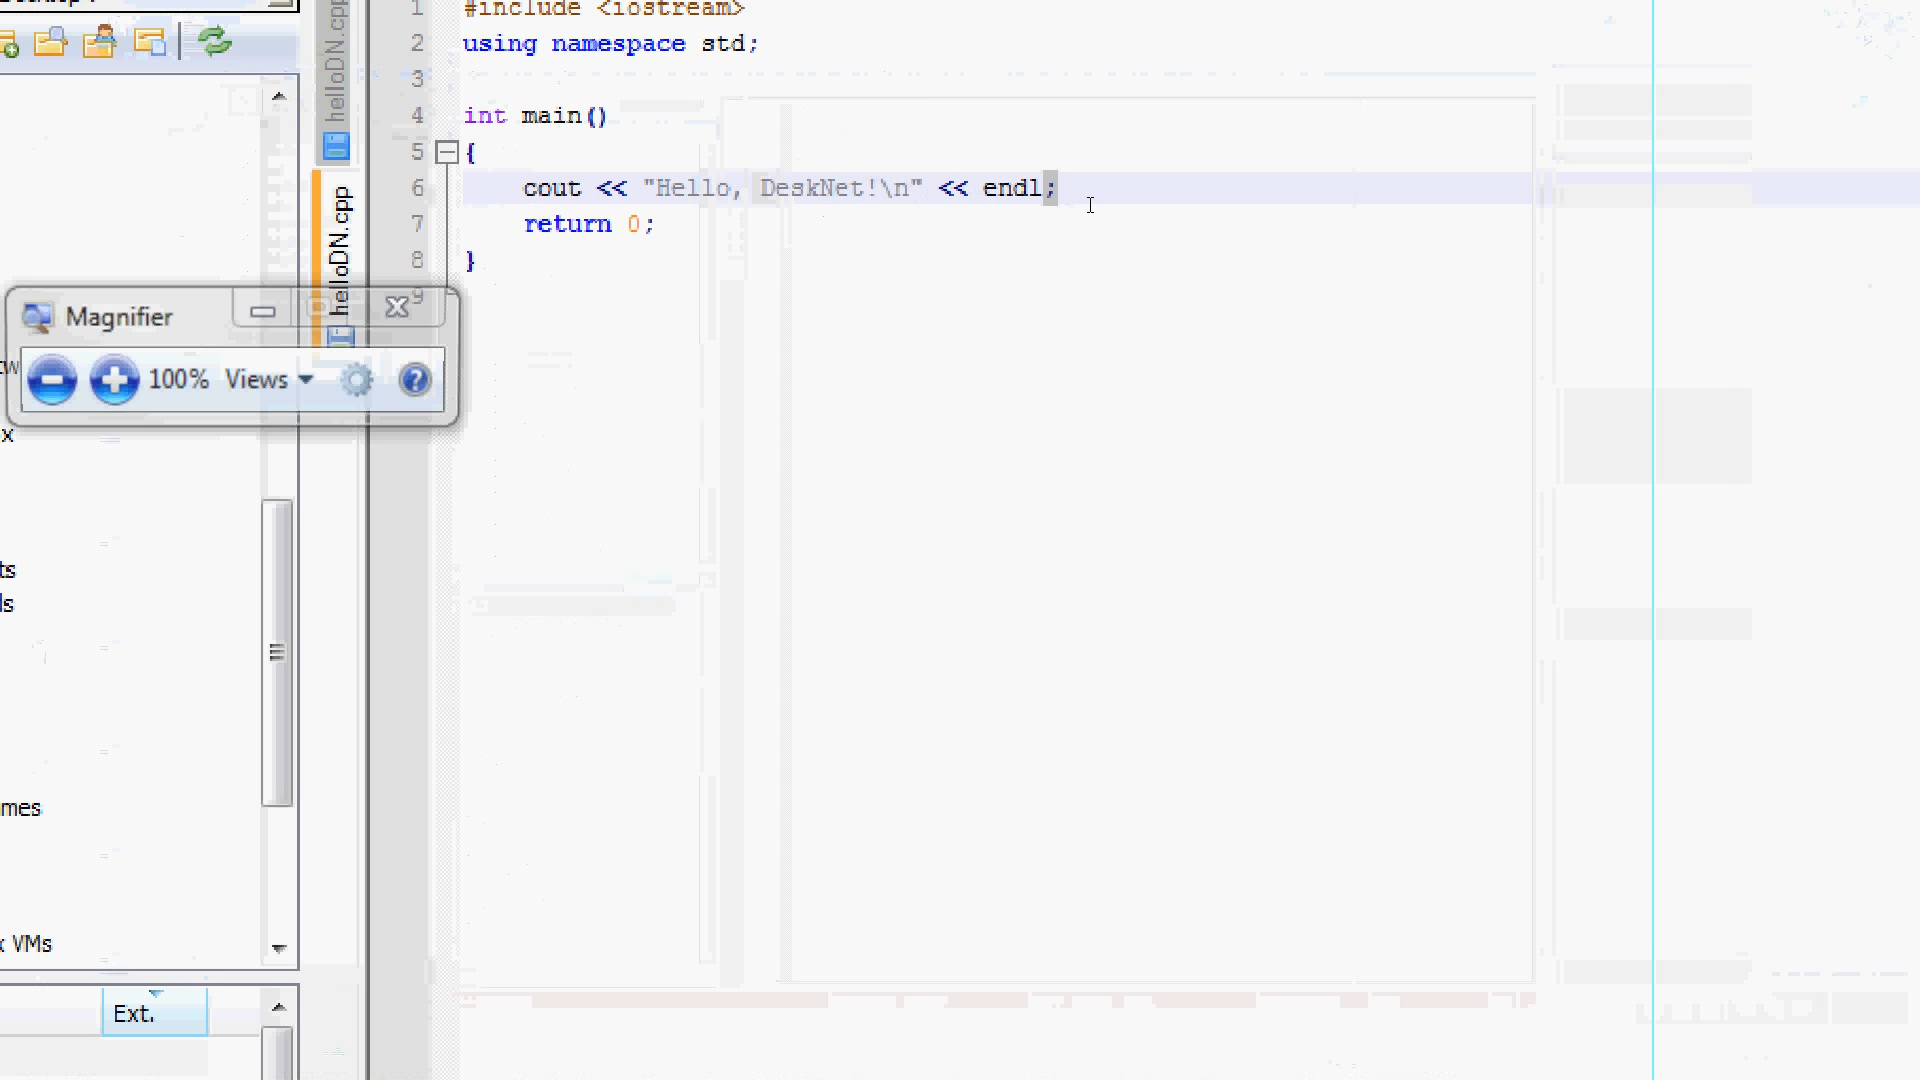 1 #include <iostream>
2 using namespace std;
3
4 int main()
5 {
6 cout << "Hello, DeskNet!\n" << endl;
7 return 0;
8 }
9
helloDN.cpp
helloDN.cpp
Magnifier
100% Views
x
ts
ls
mes
x VMs
Ext.